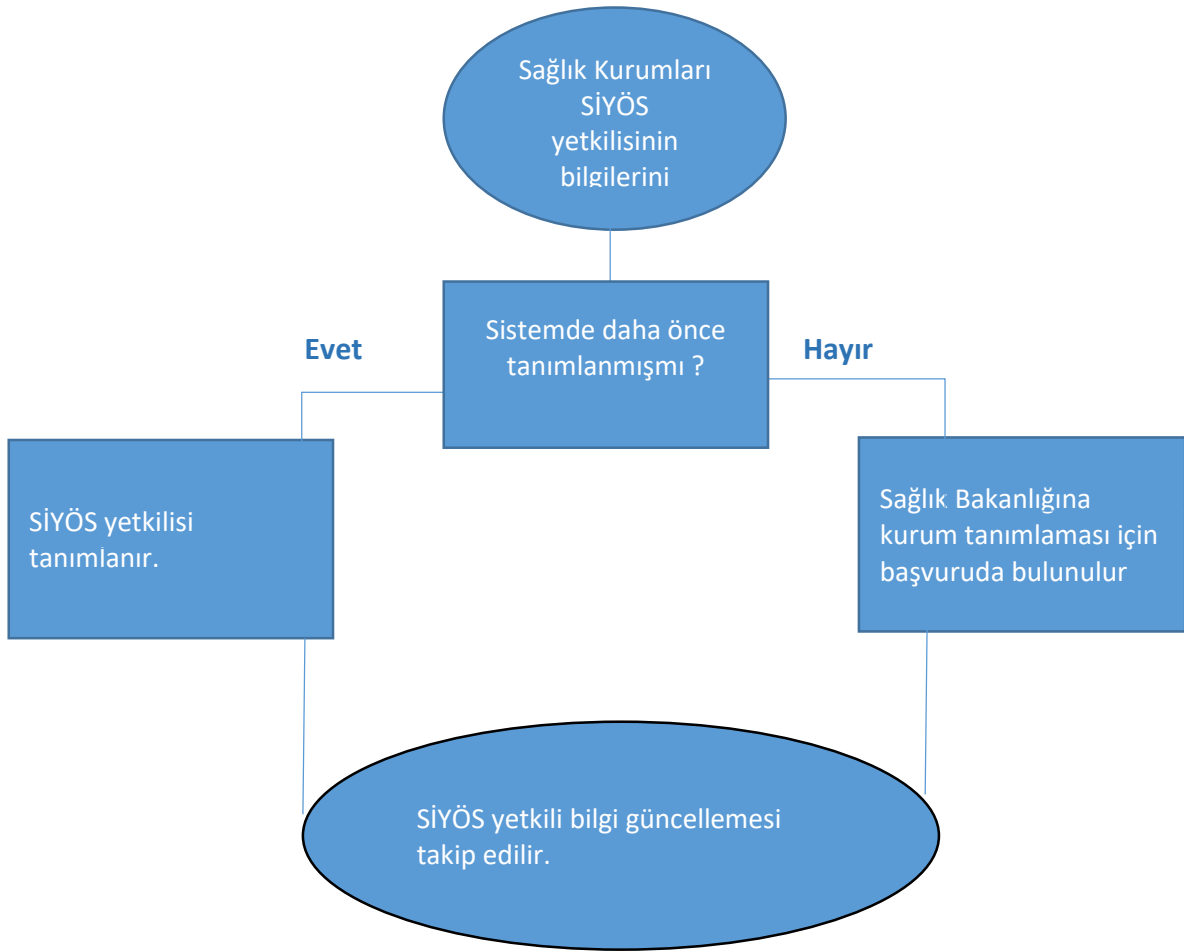 Sağlık Kurumları
SİYÖS
yetkilisinin
bilgilerini
Sistemde daha önce
tanımlanmışmı ?
Evet
Hayır
SİYÖS yetkilisi
tanımlanır.
Sağlık Bakanlığına
kurum tanımlaması için
başvuruda bulunulur
SİYÖS yetkili bilgi güncellemesi
takip edilir.